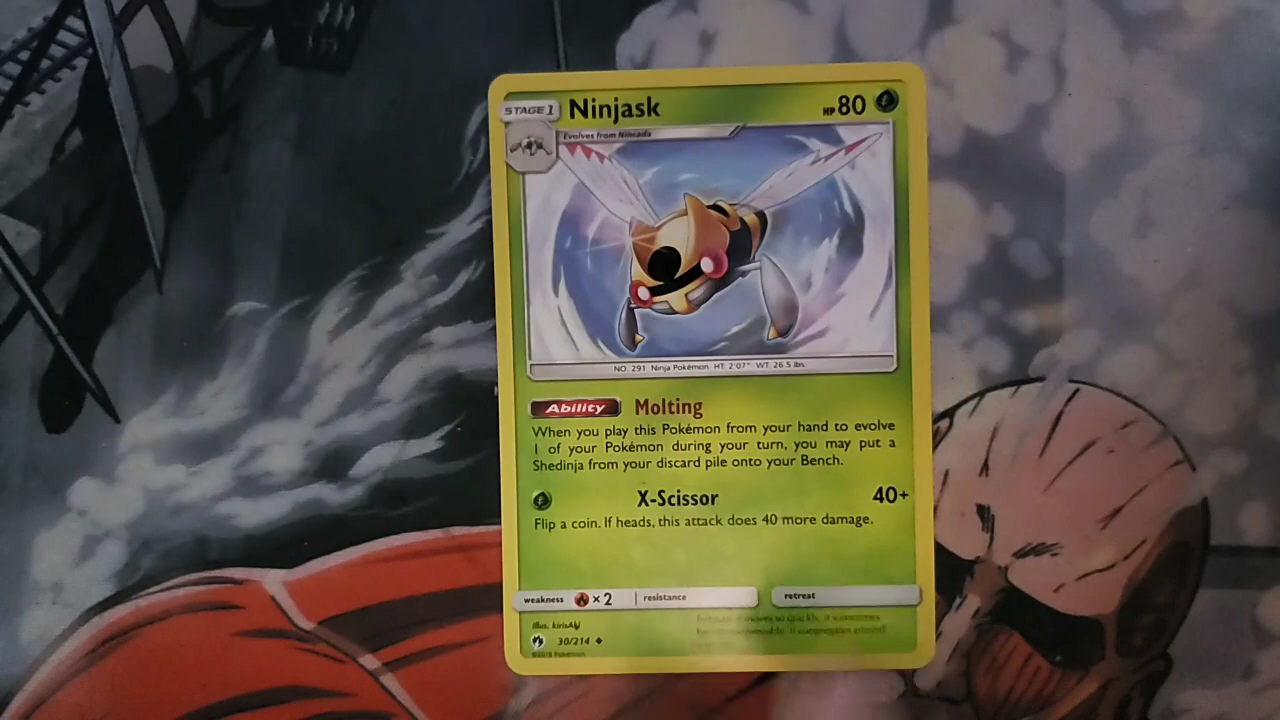 STAGE 1 Ninjask HP 80
Evolves from Nincada
NO. 291 Ninja Pokémon HT: 2'07" WT: 26.5 lbs.
Ability Molting
When you play this Pokémon from your hand to evolve
1 of your Pokémon during your turn, you may put a
Shedinja from your discard pile onto your Bench.
X-Scissor 40+
Flip a coin. If heads, this attack does 40 more damage.
weakness ×2 resistance retreat
Illus. kirisAki
30/214
©2018 Pokémon